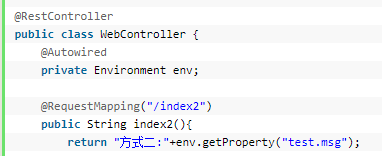 @RestController
public class WebController {
@Autowired
private Environment env;
@RequestMapping("/index2")
public String index2(){
return "方式二:"+env.getProperty("test.msg");